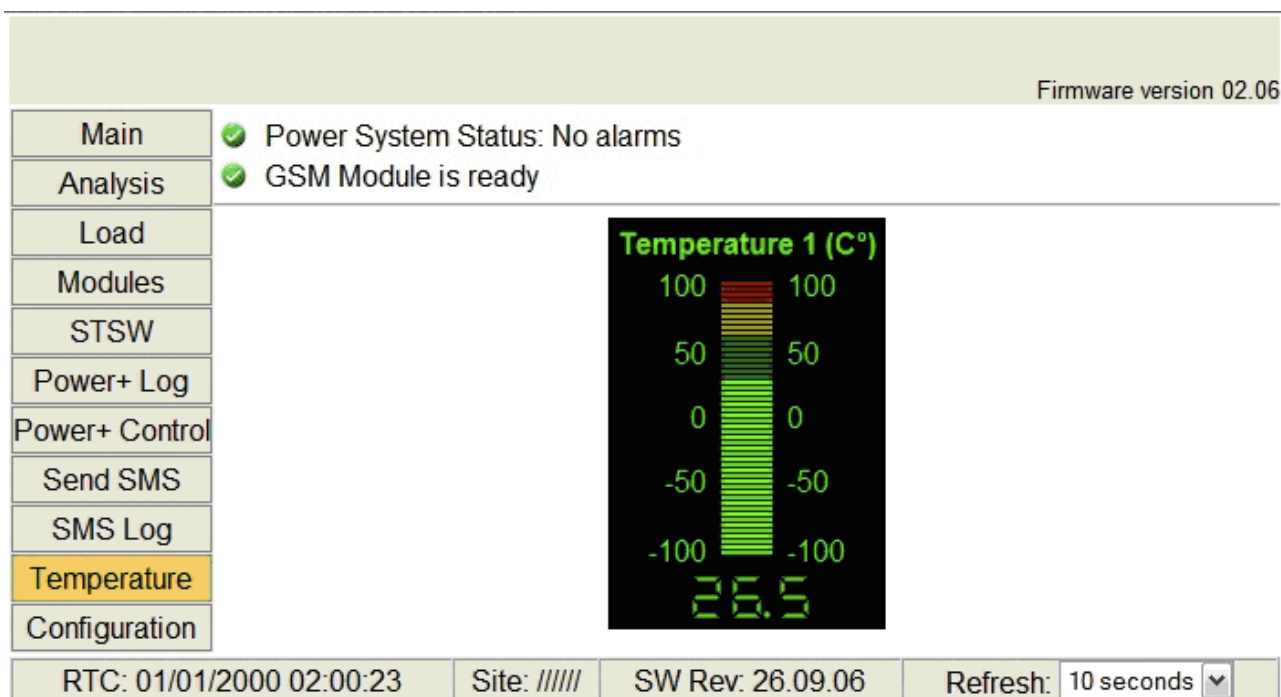 Firmware version 02.06
Main
Analysis
Load
Modules
STSW
Power+ Log
Power+ Control
Send SMS
SMS Log
Temperature
Configuration
Power System Status: No alarms
GSM Module is ready
Temperature 1 (C°)
100 100
50 50
0 0
-50 -50
-100 -100
26.5
RTC: 01/01/2000 02:00:23 Site: ////// SW Rev: 26.09.06 Refresh: 10 seconds